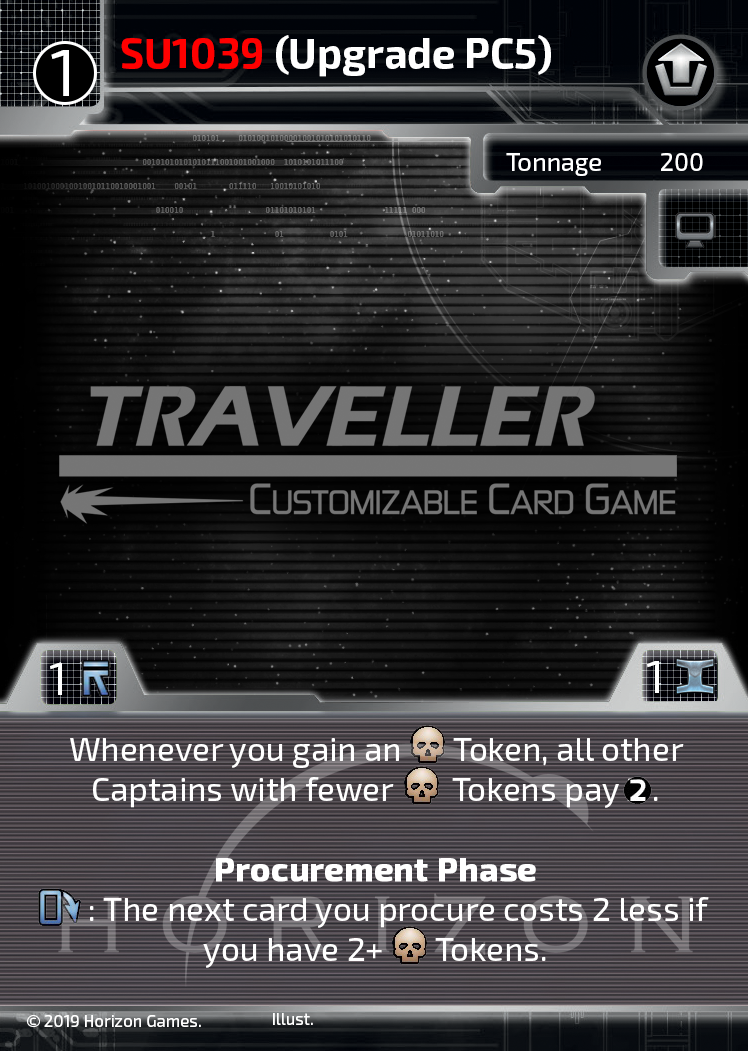 1
SU1039 (Upgrade PC5)
Tonnage 200
TRAVELLER
CUSTOMIZABLE CARD GAME
1
1
Whenever you gain an Token, all other
Captains with fewer Tokens pay 2.
Procurement Phase
: The next card you procure costs 2 less if
you have 2+ Tokens.
HORIZON
© 2019 Horizon Games.
Illust.